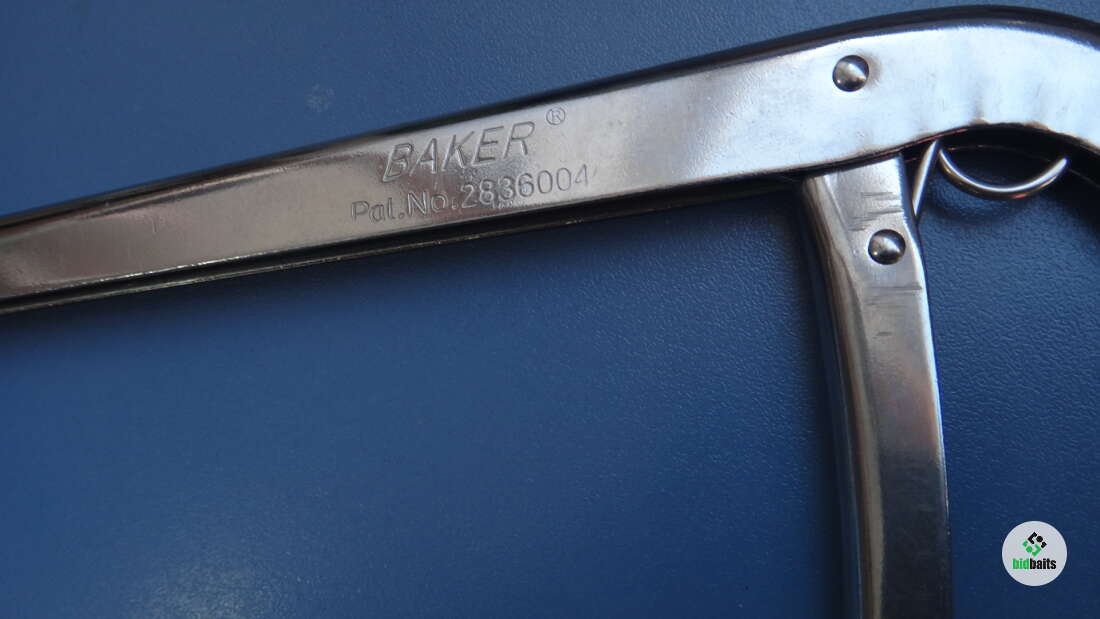 BAKER ®
Pat.No.2836004
bidbaits